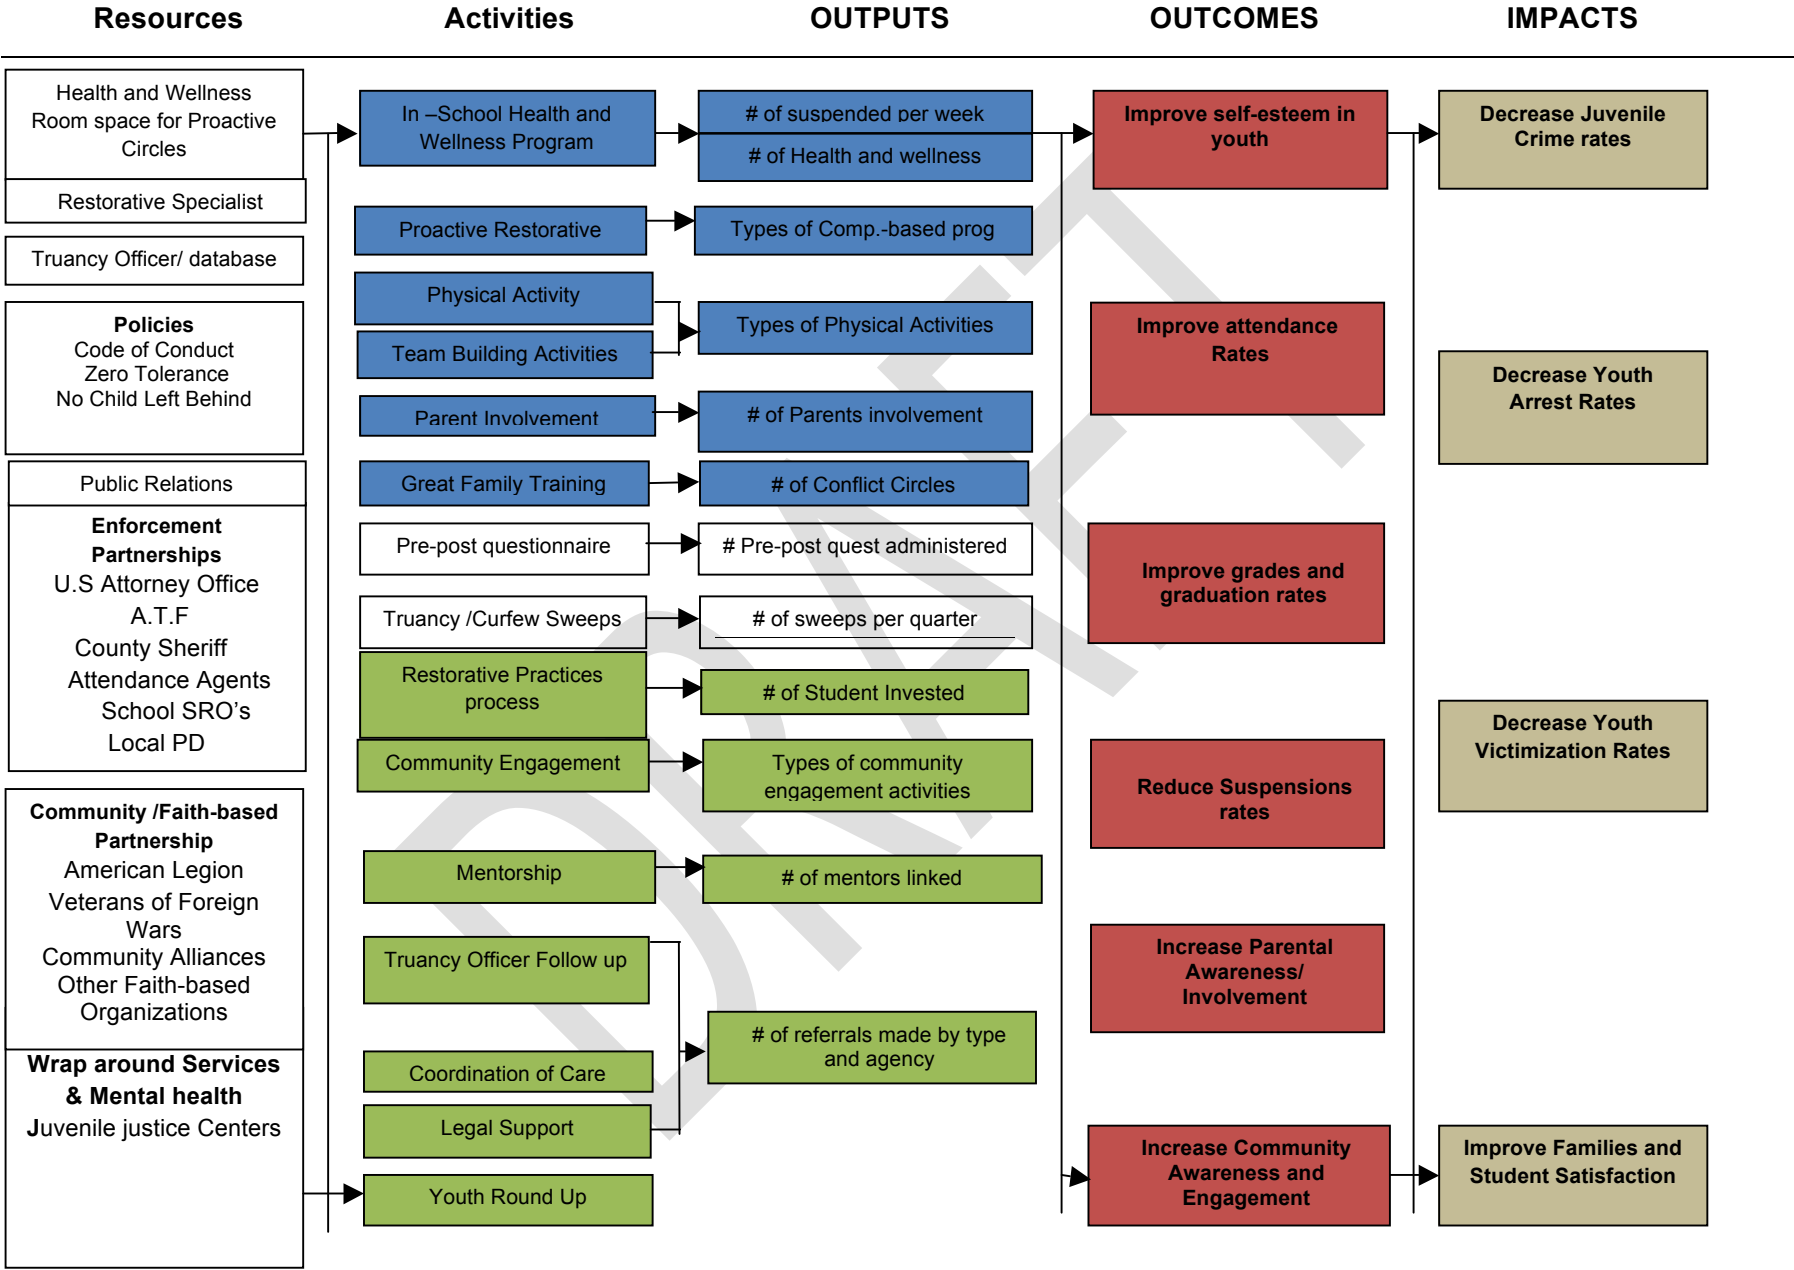 Resources
Activities
OUTPUTS
OUTCOMES
IMPACTS
Health and Wellness
Room space for Proactive
Circles
Restorative Specialist
Truancy Officer/ database
Policies
Code of Conduct
Zero Tolerance
No Child Left Behind
Public Relations
Enforcement
Partnerships
U.S Attorney Office
A.T.F
County Sheriff
Attendance Agents
School SRO's
Local PD
Community /Faith-based
Partnership
American Legion
Veterans of Foreign
Wars
Community Alliances
Other Faith-based
Organizations
Wrap around Services
& Mental health
Juvenile justice Centers
In –School Health and
Wellness Program
Proactive Restorative
Physical Activity
Team Building Activities
Parent Involvement
Great Family Training
Pre-post questionnaire
Truancy /Curfew Sweeps
Restorative Practices
process
Community Engagement
Mentorship
Truancy Officer Follow up
Coordination of Care
Legal Support
Youth Round Up
# of suspended per week
# of Health and wellness
Types of Comp.-based prog
Types of Physical Activities
# of Parents involvement
# of Conflict Circles
# Pre-post quest administered
# of sweeps per quarter
# of Student Invested
Types of community
engagement activities
# of mentors linked
# of referrals made by type
and agency
Improve self-esteem in
youth
Improve attendance
Rates
Improve grades and
graduation rates
Reduce Suspensions
rates
Increase Parental
Awareness/
Involvement
Increase Community
Awareness and
Engagement
Decrease Juvenile
Crime rates
Decrease Youth
Arrest Rates
Decrease Youth
Victimization Rates
Improve Families and
Student Satisfaction
DRAFT